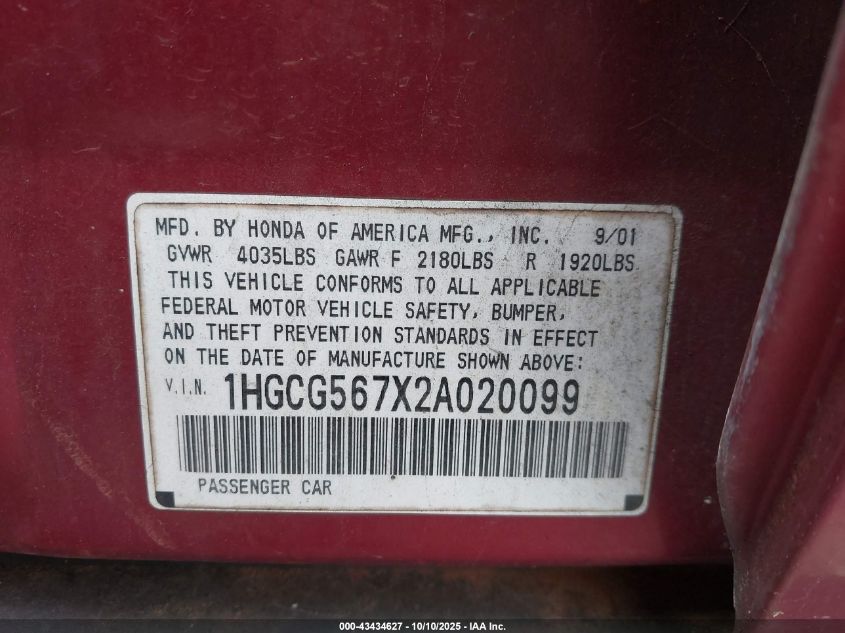 MFD. BY HONDA OF AMERICA MFG., INC. 9/01
GVWR 4035LBS GAWR F 2180LBS R 1920LBS
THIS VEHICLE CONFORMS TO ALL APPLICABLE
FEDERAL MOTOR VEHICLE SAFETY, BUMPER,
AND THEFT PREVENTION STANDARDS IN EFFECT
ON THE DATE OF MANUFACTURE SHOWN ABOVE:
V.I.N. 1HGCG567X2A020099
PASSENGER CAR
000-43434627 - 10/10/2025 - IAA Inc.